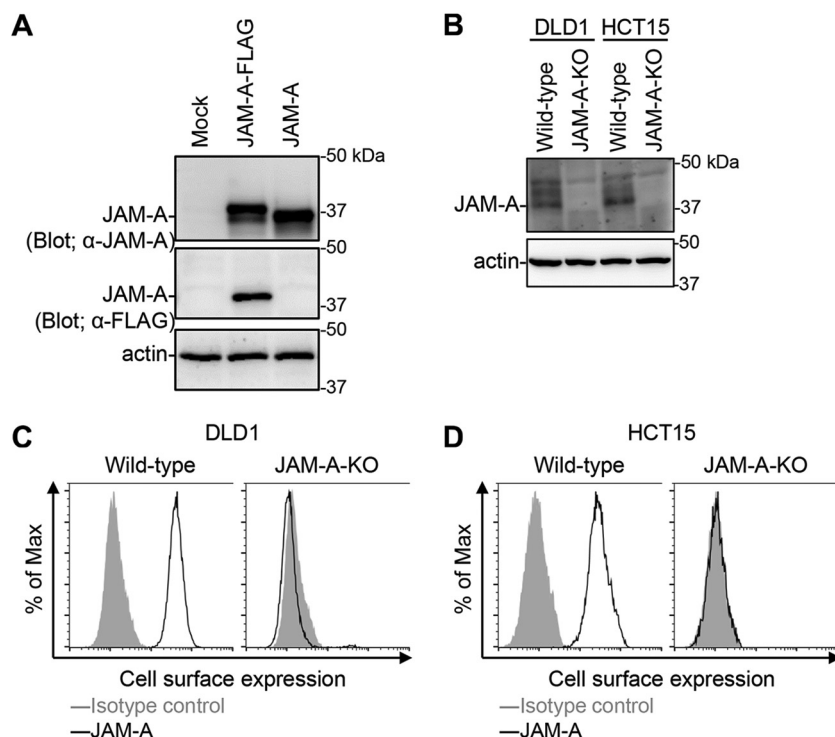 A
Mock
JAM-A-FLAG
JAM-A
-50 kDa
JAM-A-
-37
(Blot; α-JAM-A)
-50
JAM-A-
-37
(Blot; α-FLAG)
-50
actin-
-37
B
DLD1 HCT15
Wild-type
JAM-A-KO
Wild-type
JAM-A-KO
-50 kDa
JAM-A-
-37
-50
actin-
-37
C
DLD1
Wild-type JAM-A-KO
% of Max
Cell surface expression
Isotype control
JAM-A
D
HCT15
Wild-type JAM-A-KO
% of Max
Cell surface expression
Isotype control
JAM-A